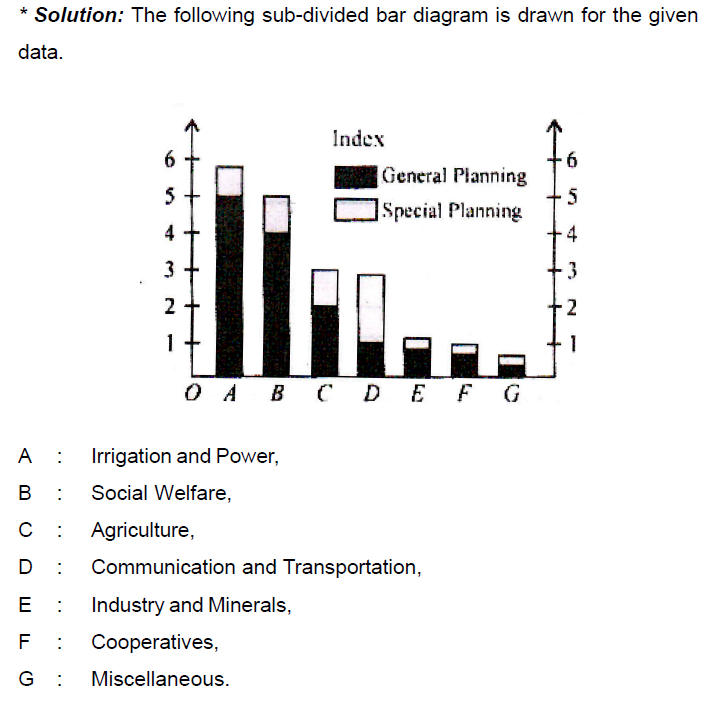 * Solution: The following sub-divided bar diagram is drawn for the given
data.
Index
General Planning
Special Planning
6 6
5 5
4 4
3 3
2 2
1 1
O A B C D E F G
A : Irrigation and Power,
B : Social Welfare,
C : Agriculture,
D : Communication and Transportation,
E : Industry and Minerals,
F : Cooperatives,
G : Miscellaneous.